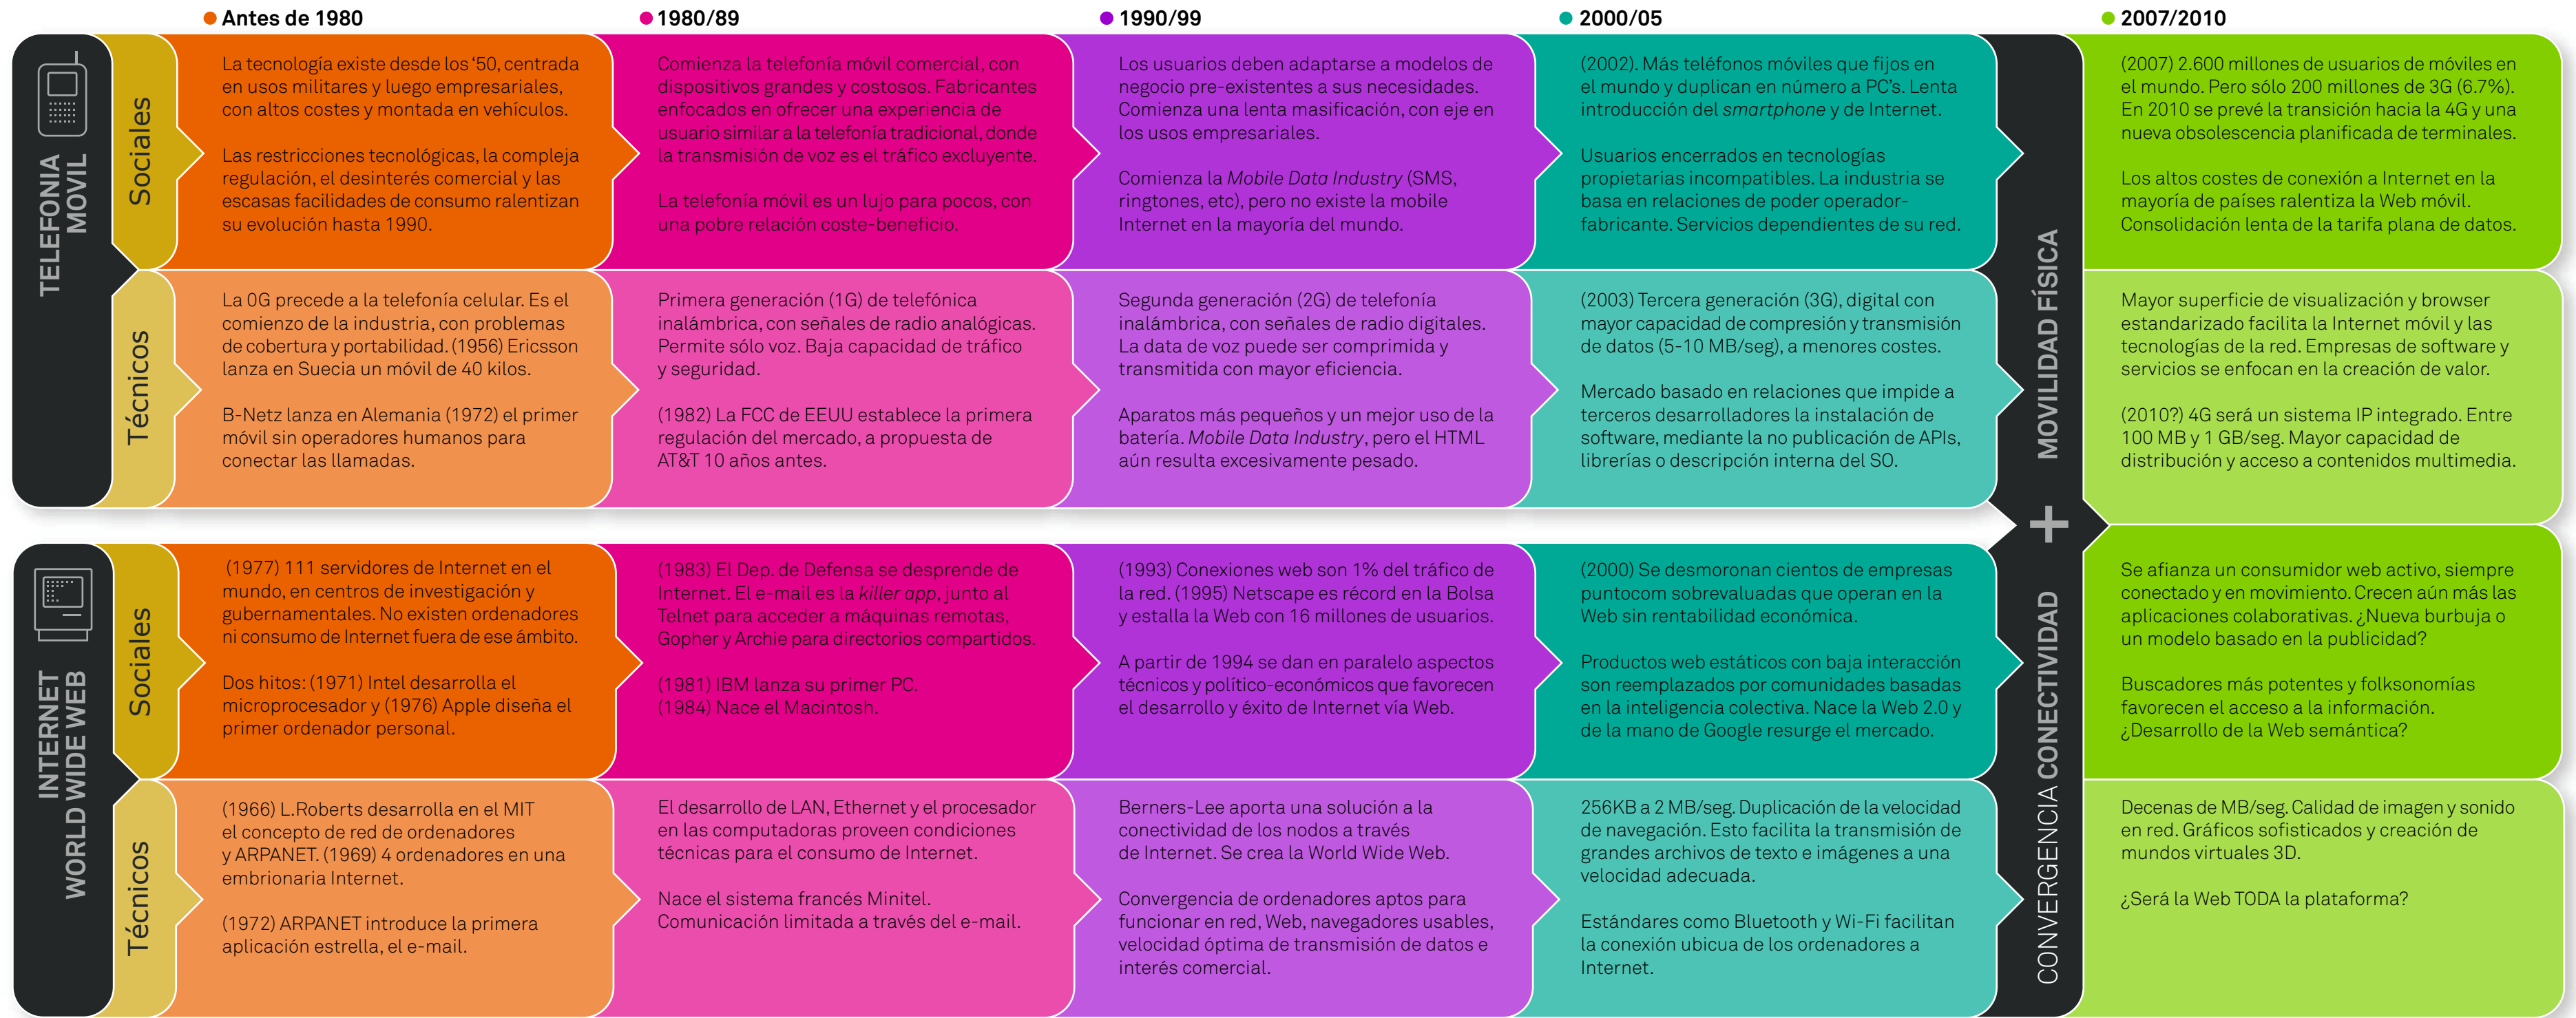 Antes de 1980
1980/89
1990/99
2000/05
2007/2010
TELEFONIA
MOVIL
Sociales
La tecnología existe desde los ‘50, centrada
en usos militares y luego empresariales,
con altos costes y montada en vehículos.
Las restricciones tecnológicas, la compleja
regulación, el desinterés comercial y las
escasas facilidades de consumo ralentizan
su evolución hasta 1990.
Comienza la telefonía móvil comercial, con
dispositivos grandes y costosos. Fabricantes
enfocados en ofrecer una experiencia de
usuario similar a la telefonía tradicional, donde
la transmisión de voz es el tráfico excluyente.
La telefonía móvil es un lujo para pocos, con
una pobre relación coste-beneficio.
Los usuarios deben adaptarse a modelos de
negocio pre-existentes a sus necesidades.
Comienza una lenta masificación, con eje en
los usos empresariales.
Comienza la Mobile Data Industry (SMS,
ringtones, etc), pero no existe la mobile
Internet en la mayoría del mundo.
(2002). Más teléfonos móviles que fijos en
el mundo y duplican en número a PC’s. Lenta
introducción del smartphone y de Internet.
Usuarios encerrados en tecnologías
propietarias incompatibles. La industria se
basa en relaciones de poder operador-
fabricante. Servicios dependientes de su red.
(2007) 2.600 millones de usuarios de móviles en
el mundo. Pero sólo 200 millones de 3G (6.7%).
En 2010 se prevé la transición hacia la 4G y una
nueva obsolescencia planificada de terminales.
Los altos costes de conexión a Internet en la
mayoría de países ralentiza la Web móvil.
Consolidación lenta de la tarifa plana de datos.
Técnicos
La 0G precede a la telefonía celular. Es el
comienzo de la industria, con problemas
de cobertura y portabilidad. (1956) Ericsson
lanza en Suecia un móvil de 40 kilos.
B-Netz lanza en Alemania (1972) el primer
móvil sin operadores humanos para
conectar las llamadas.
Primera generación (1G) de telefónica
inalámbrica, con señales de radio analógicas.
Permite sólo voz. Baja capacidad de tráfico
y seguridad.
(1982) La FCC de EEUU establece la primera
regulación del mercado, a propuesta de
AT&T 10 años antes.
Segunda generación (2G) de telefonía
inalámbrica, con señales de radio digitales.
La data de voz puede ser comprimida y
transmitida con mayor eficiencia.
Aparatos más pequeños y un mejor uso de la
batería. Mobile Data Industry, pero el HTML
aún resulta excesivamente pesado.
(2003) Tercera generación (3G), digital con
mayor capacidad de compresión y transmisión
de datos (5-10 MB/seg), a menores costes.
Mercado basado en relaciones que impide a
terceros desarrolladores la instalación de
software, mediante la no publicación de APIs,
librerías o descripción interna del SO.
Mayor superficie de visualización y browser
estandarizado facilita la Internet móvil y las
tecnologías de la red. Empresas de software y
servicios se enfocan en la creación de valor.
(2010?) 4G será un sistema IP integrado. Entre
100 MB y 1 GB/seg. Mayor capacidad de
distribución y acceso a contenidos multimedia.
CONVERGENCIA CONECTIVIDAD + MOVILIDAD FÍSICA
INTERNET
WORLD WIDE WEB
Sociales
(1977) 111 servidores de Internet en el
mundo, en centros de investigación y
gubernamentales. No existen ordenadores
ni consumo de Internet fuera de ese ámbito.
Dos hitos: (1971) Intel desarrolla el
microprocesador y (1976) Apple diseña el
primer ordenador personal.
(1983) El Dep. de Defensa se desprende de
Internet. El e-mail es la killer app, junto al
Telnet para acceder a máquinas remotas,
Gopher y Archie para directorios compartidos.
(1981) IBM lanza su primer PC.
(1984) Nace el Macintosh.
(1993) Conexiones web son 1% del tráfico de
la red. (1995) Netscape es récord en la Bolsa
y estalla la Web con 16 millones de usuarios.
A partir de 1994 se dan en paralelo aspectos
técnicos y político-económicos que favorecen
el desarrollo y éxito de Internet vía Web.
(2000) Se desmoronan cientos de empresas
puntocom sobrevaluadas que operan en la
Web sin rentabilidad económica.
Productos web estáticos con baja interacción
son reemplazados por comunidades basadas
en la inteligencia colectiva. Nace la Web 2.0 y
de la mano de Google resurge el mercado.
Se afianza un consumidor web activo, siempre
conectado y en movimiento. Crecen aún más las
aplicaciones colaborativas. ¿Nueva burbuja o
un modelo basado en la publicidad?
Buscadores más potentes y folksonomías
favorecen el acceso a la información.
¿Desarrollo de la Web semántica?
Técnicos
(1966) L.Roberts desarrolla en el MIT
el concepto de red de ordenadores
y ARPANET. (1969) 4 ordenadores en una
embrionaria Internet.
(1972) ARPANET introduce la primera
aplicación estrella, el e-mail.
El desarrollo de LAN, Ethernet y el procesador
en las computadoras proveen condiciones
técnicas para el consumo de Internet.
Nace el sistema francés Minitel.
Comunicación limitada a través del e-mail.
Berners-Lee aporta una solución a la
conectividad de los nodos a través
de Internet. Se crea la World Wide Web.
Convergencia de ordenadores aptos para
funcionar en red, Web, navegadores usables,
velocidad óptima de transmisión de datos e
interés comercial.
256KB a 2 MB/seg. Duplicación de la velocidad
de navegación. Esto facilita la transmisión de
grandes archivos de texto e imágenes a una
velocidad adecuada.
Estándares como Bluetooth y Wi-Fi facilitan
la conexión ubicua de los ordenadores a
Internet.
Decenas de MB/seg. Calidad de imagen y sonido
en red. Gráficos sofisticados y creación de
mundos virtuales 3D.
¿Será la Web TODA la plataforma?